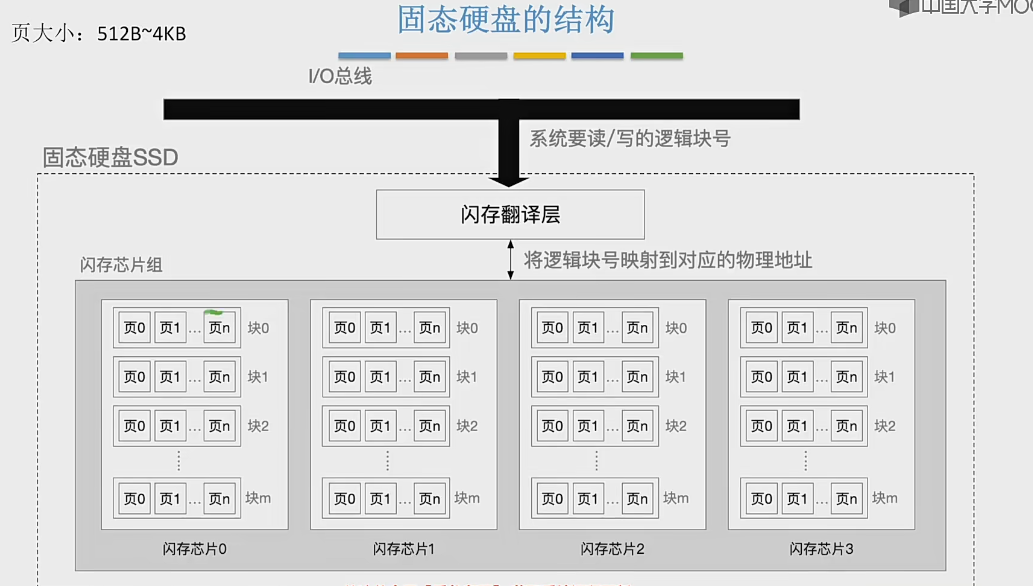 中国大学MOO
固态硬盘的结构
页大小：512B~4KB
I/O总线
系统要读/写的逻辑块号
固态硬盘SSD
闪存翻译层
将逻辑块号映射到对应的物理地址
闪存芯片组
页0 页1 … 页n 块0 页0 页1 … 页n 块0 页0 页1 … 页n 块0 页0 页1 … 页n 块0
页0 页1 … 页n 块1 页0 页1 … 页n 块1 页0 页1 … 页n 块1 页0 页1 … 页n 块1
页0 页1 … 页n 块2 页0 页1 … 页n 块2 页0 页1 … 页n 块2 页0 页1 … 页n 块2
页0 页1 … 页n 块m 页0 页1 … 页n 块m 页0 页1 … 页n 块m 页0 页1 … 页n 块m
闪存芯片0 闪存芯片1 闪存芯片2 闪存芯片3